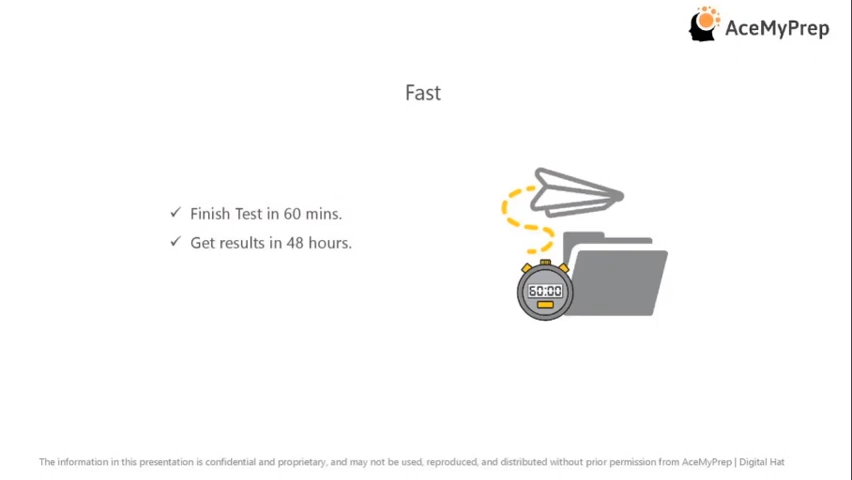 AceMyPrep
Fast
✓ Finish Test in 60 mins.
✓ Get results in 48 hours.
60:00
The information in this presentation is confidential and proprietary, and may not be used, reproduced, and distributed without prior permission from AceMyPrep | Digital Hat